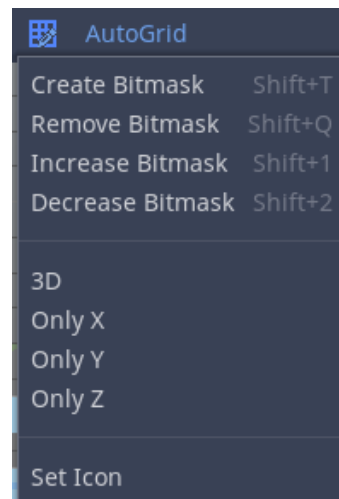 AutoGrid
Create Bitmask Shift+T
Remove Bitmask Shift+Q
Increase Bitmask Shift+1
Decrease Bitmask Shift+2
3D
Only X
Only Y
Only Z
Set Icon